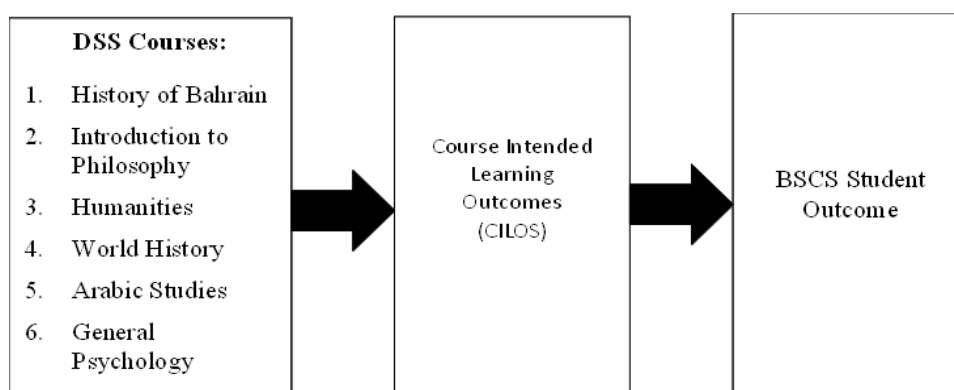 DSS Courses:
1. History of Bahrain
2. Introduction to
Philosophy
3. Humanities
4. World History
5. Arabic Studies
6. General
Psychology
Course Intended
Learning
Outcomes
(CILOS)
BSCS Student
Outcome